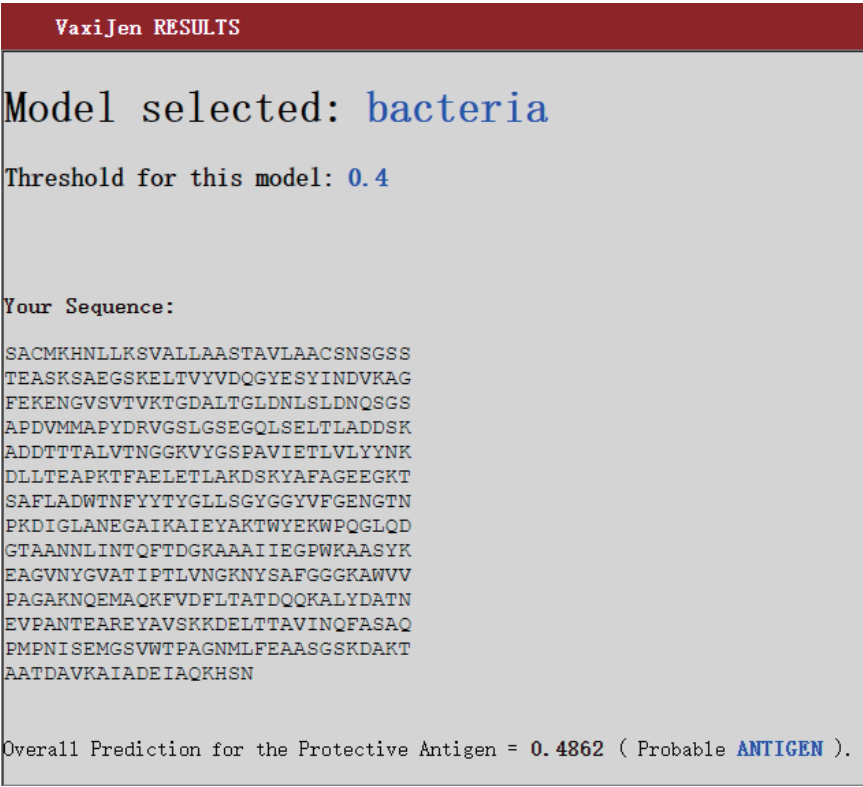 VaxiJen RESULTS
Model selected: bacteria
Threshold for this model: 0.4
Your Sequence:
SACMKHNLLKSVALLAASTAVLAACSNSGSS
TEASKSAEGSKELTVYVDQGYESYINDVKAG
FEKENGVSVTVKTGDALTGLDNLSLDNQSGS
APDVMMAPYDRVGSLGSEGQLSELTLADDSK
ADDTTTALVTNGGKVYGSPAVIETLVLYYNK
DLLTEAPKTFAELETLAKDSKYAFAGEEGKT
SAFLADWTNFYYTYGLLSGYGGYVFGENGTN
PKDIGLANEGAIKAIEYAKTWYEKWPQGLQD
GTAANNLINTQFTDGKAAAIIEGPWKAASYK
EAGVNYGVATIPTLVNGKNYSAFGGGKAWVV
PAGAKNQEMAQKFVDFLTATDQQKALYDATN
EVPANTEAREYAVSKKDELTTAVINQFASAQ
PMPNISEMGSVWTPAGNMLFEAASGSKDAKT
AATDAVKAIADEIAQKHSN
Overall Prediction for the Protective Antigen = 0.4862 ( Probable ANTIGEN ).